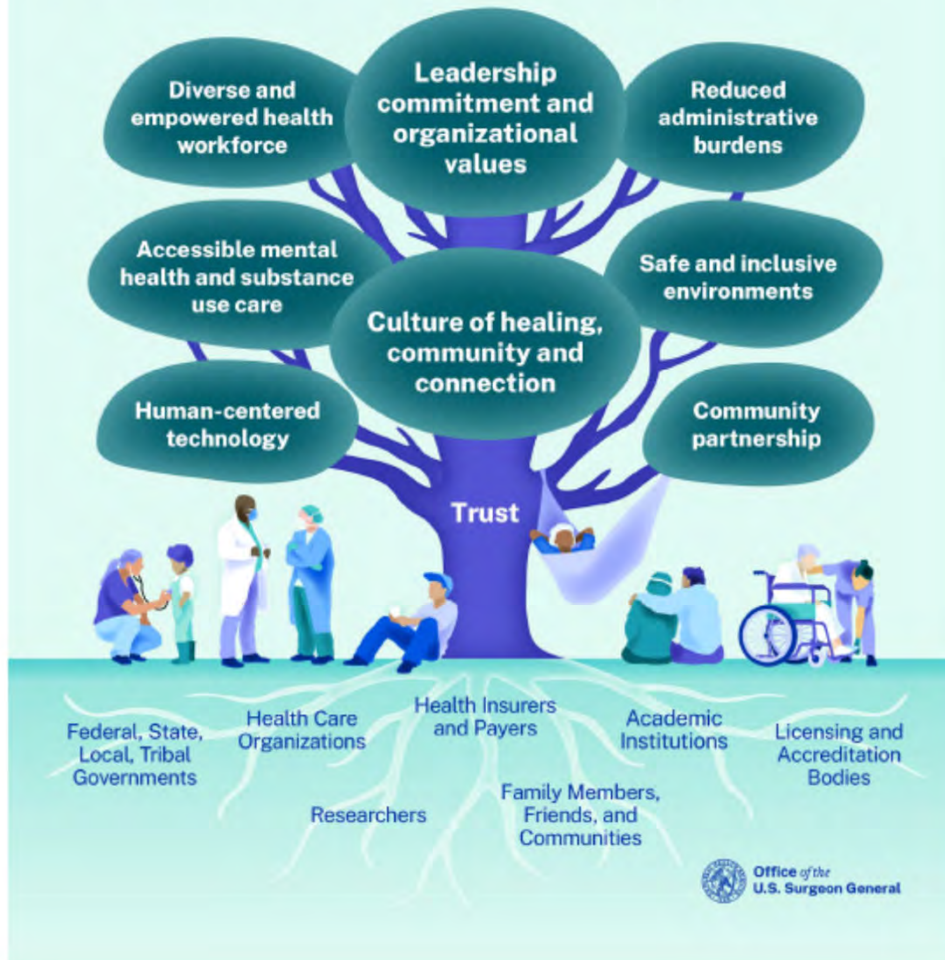 Diverse and
empowered health
workforce
Leadership
commitment and
organizational
values
Reduced
administrative
burdens
Accessible mental
health and substance
use care
Culture of healing,
community and
connection
Safe and inclusive
environments
Human-centered
technology
Community
partnership
Trust
Federal, State,
Local, Tribal
Governments
Health Care
Organizations
Health Insurers
and Payers
Academic
Institutions
Licensing and
Accreditation
Bodies
Researchers
Family Members,
Friends, and
Communities
Office of the
U.S. Surgeon General